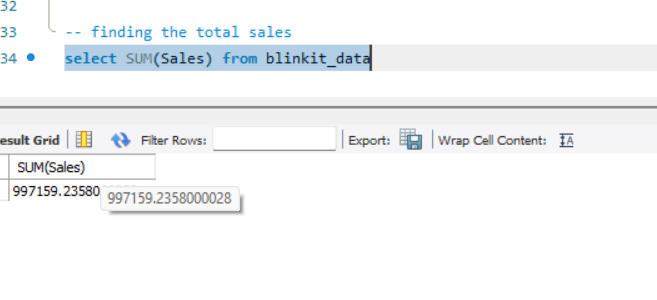 32
33 -- finding the total sales
34 select SUM(Sales) from blinkit_data
esult Grid Filter Rows: Export: Wrap Cell Content:
SUM(Sales)
997159.23580
997159.2358000028